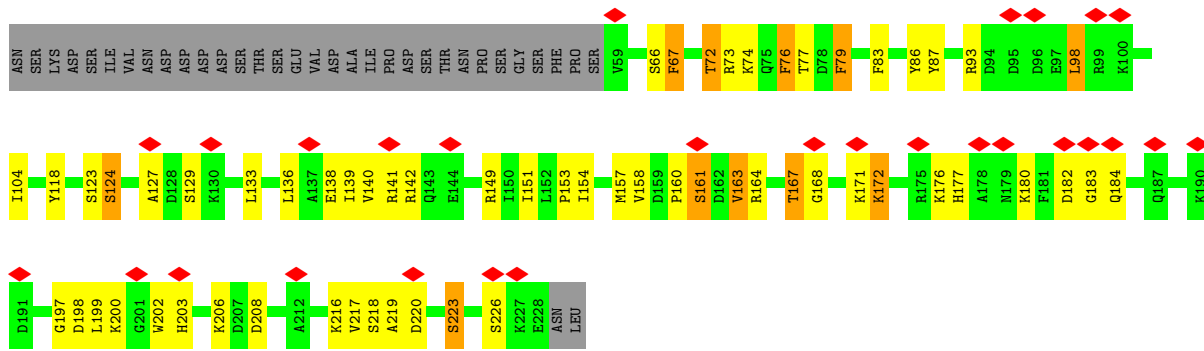 ASN SER LYS ASP ASP SER ILE VAL ASN ASP ASP ASP ASP SER THR SER GLU VAL ASP ALA ILE PRO ASP SER THR ASN PRO SER GLY SER PHE PRO SER V59 S66 F67 T72 R73 K74 Q75 F76 T77 D78 F79 F83 Y86 Y87 R93 D94 D95 D96 E97 L98 R99 K100
I104 Y118 S123 S124 A127 D128 S129 K130 L133 L136 A137 E138 I139 V140 R141 R142 Q143 E144 R149 I150 I151 L152 P153 I154 M157 V158 D159 P160 S161 D162 V163 R164 T167 G168 K171 K172 R175 K176 H177 A178 N179 K180 F181 D182 G183 Q184 Q187 K190
D191 G197 D198 L199 K200 G201 W202 H203 K206 D207 D208 A212 K216 V217 S218 A219 D220 S223 S226 K227 E228 ASN LEU